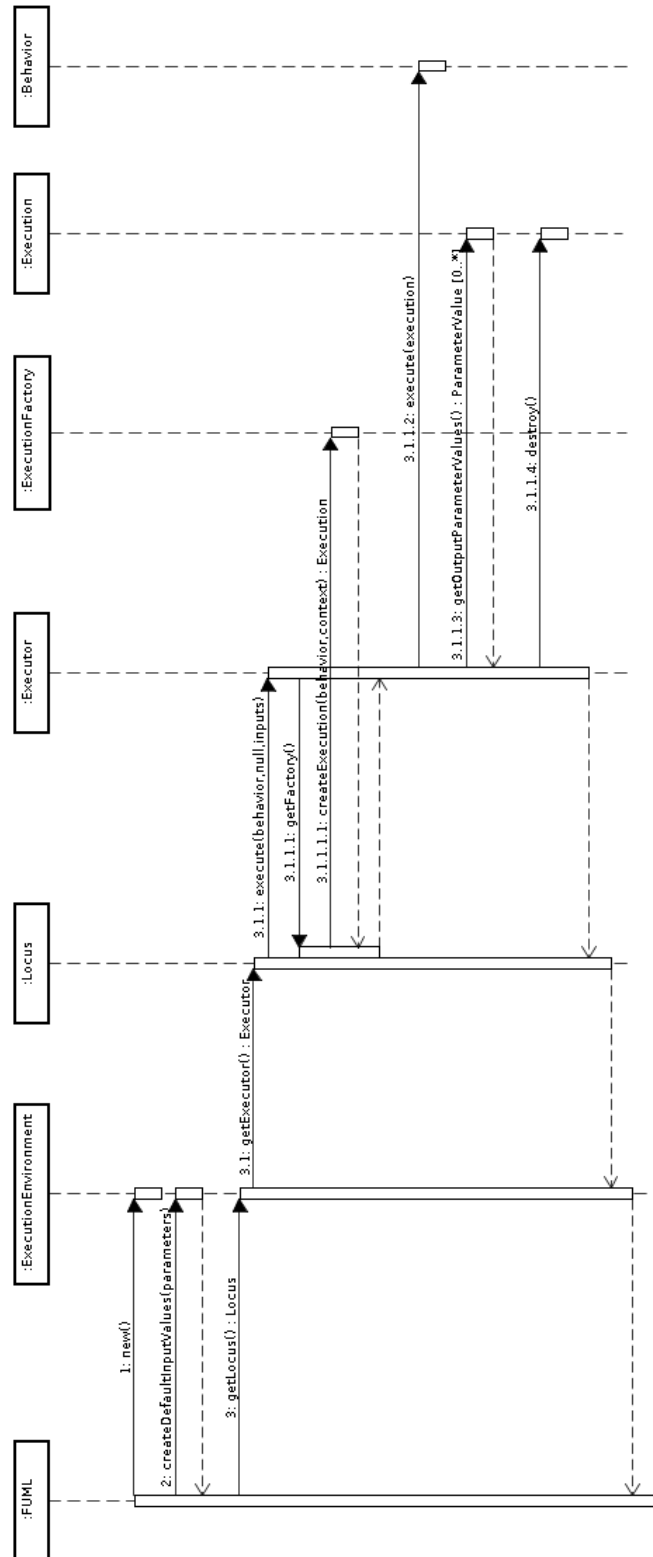 :FUML
:ExecutionEnvironment
:Locus
:Executor
:ExecutionFactory
:Execution
:Behavior
1: new()
2: createDefaultInputValues(parameters)
3: getLocus() : Locus
3.1: getExecutor() : Executor
3.1.1: execute(behavior,null,inputs)
3.1.1.1: getFactory()
3.1.1.1.1: createExecution(behavior,context) : Execution
3.1.1.2: execute(execution)
3.1.1.3: getOutputParameterValues() : ParameterValue [0..*]
3.1.1.4: destroy()